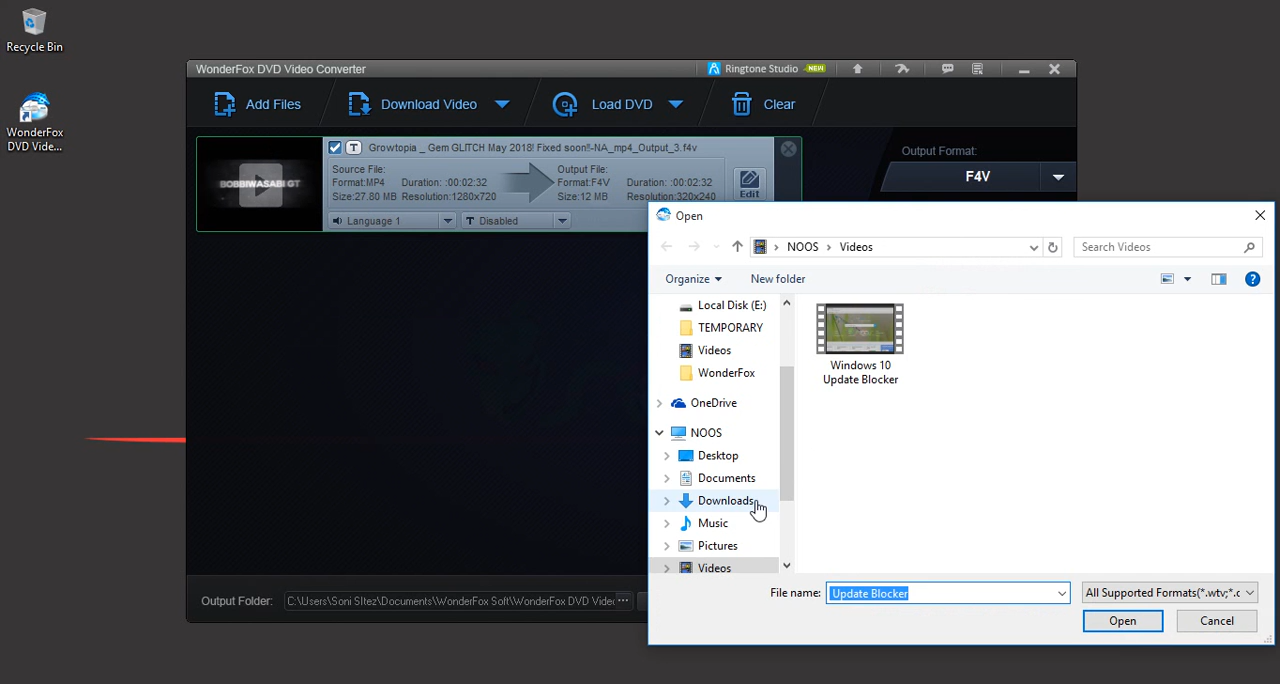 Recycle Bin
WonderFox
DVD Vide...
WonderFox DVD Video Converter
Ringtone Studio NEW
Add Files
Download Video
Load DVD
Clear
BOBBIWASABI GT
T Growtopia _ Gem GLITCH May 2018! Fixed soon!!-NA_mp4_Output_3.f4v
Source File:
Format:MP4 Duration: :00:02:32
Size:27.80 MB Resolution:1280x720
Output File:
Format:F4V Duration: :00:02:32
Size:12 MB Resolution:320x240
Edit
Language 1
T Disabled
Output Format:
F4V
Open
NOOS › Videos
Search Videos
Organize
New folder
Local Disk (E:)
TEMPORARY
Videos
WonderFox
OneDrive
NOOS
Desktop
Documents
Downloads
Music
Pictures
Videos
Windows 10
Update Blocker
File name:
Update Blocker
All Supported Formats(*.wtv;*.c
Open
Cancel
Output Folder:
C:\Users\Soni SItez\Documents\WonderFox Soft\WonderFox DVD Video ...